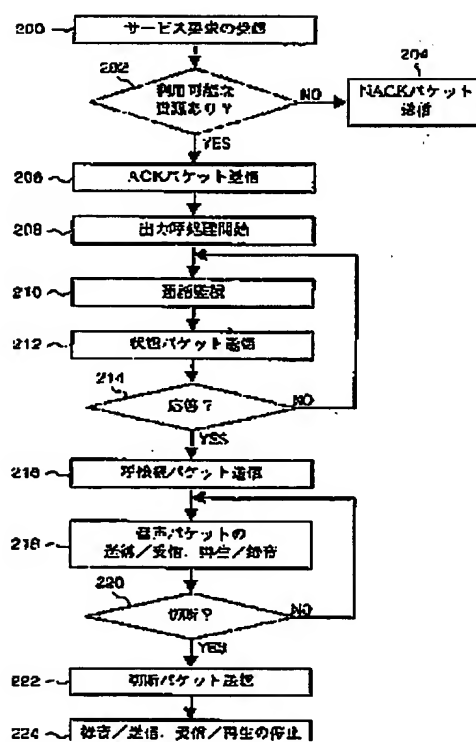 200
サービス要求の受信
202
利用可能な
資源あり?
NO
204
NACKパケット
送信
YES
206
ACKパケット送信
208
出力呼処理開始
210
回路監視
212
状態パケット送信
214
応答?
NO
YES
216
呼接続パケット送信
218
音声パケットの
送信/受信、再生/録音
220
切断?
NO
YES
222
切断パケット送信
224
録音/送信、受信/再生の停止